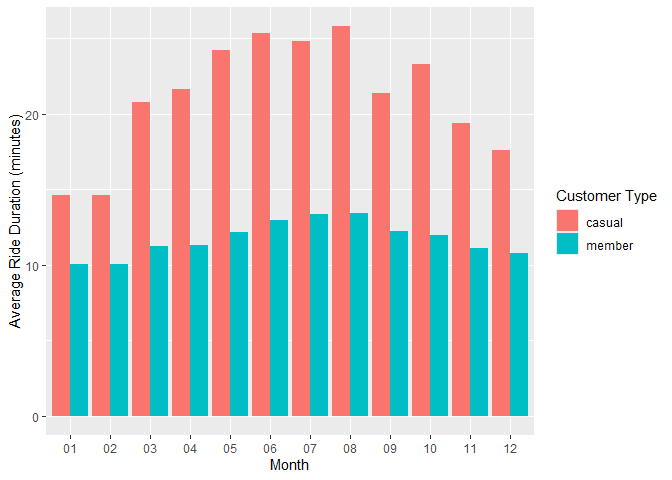 Average Ride Duration (minutes)
20
10
0
01 02 03 04 05 06 07 08 09 10 11 12
Month
Customer Type
casual
member